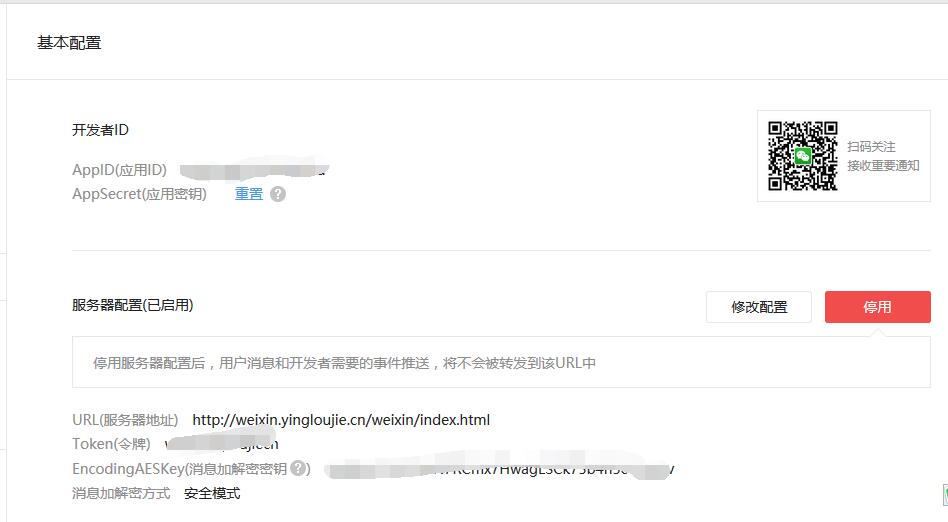 基本配置
开发者ID
AppID(应用ID)
AppSecret(应用密钥) 重置 ?
扫码关注
接收重要通知
服务器配置(已启用)
修改配置 停用
停用服务器配置后，用户消息和开发者需要的事件推送，将不会被转发到该URL中
URL(服务器地址) http://weixin.yingloujie.cn/weixin/index.html
Token(令牌)
EncodingAESKey(消息加解密密钥 ?)
消息加解密方式 安全模式